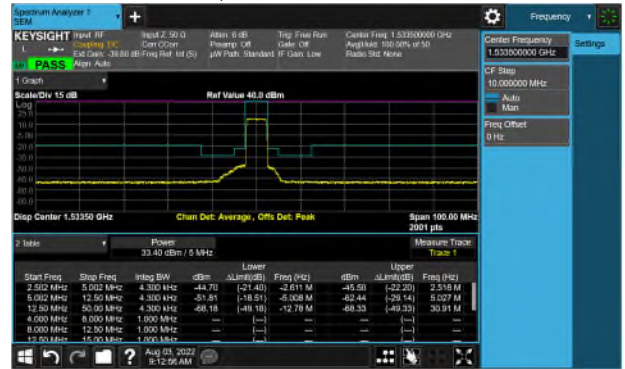 Spectrum Analyzer 1
SEM
Frequency
KEYSIGHT Input: RF Input Z: 50 Ω Atten: 6 dB Trig: Free Run Center Freq: 1.533500000 GHz
Coupling: DC Corr CCorr Preamp: Off Gate: Off Avg|Hold: 100.00% of 50
Freq Ref: Int (S) µW Path: Standard IF Gain: Low Radio Std: None
PASS Align: Auto
Center Frequency
1.533500000 GHz
Settings
CF Step
10.000000 MHz
Auto
Man
Freq Offset
0 Hz
1 Graph
Scale/Div 15 dB
Ref Value 40.0 dBm
Log
Disp Center 1.53350 GHz
Chan Det: Average, Offs Det: Peak
Span 100.00 MHz
2001 pts
2 Table
Power
33.40 dBm / 5 MHz
Measure Trace
Trace 1
Lower
Upper
Start Freq Stop Freq Integ BW dBm ΔLimit(dB) Freq (Hz) dBm ΔLimit(dB) Freq (Hz)
2.502 MHz 5.002 MHz 4.300 kHz -44.70 (-21.40) -2.611 M -45.50 (-22.20) 2.518 M
5.002 MHz 12.50 MHz 4.300 kHz -51.81 (-18.51) -5.008 M -62.44 (-29.14) 5.027 M
12.50 MHz 50.00 MHz 4.300 kHz -68.18 (-49.18) -12.78 M -68.33 (-49.33) 30.91 M
4.000 MHz 8.000 MHz 1.000 MHz — (—) — — (—) —
8.000 MHz 12.50 MHz 1.000 MHz — (—) — — (—) —
12.50 MHz 15.00 MHz 1.000 MHz — (—) — — (—) —
? Aug 03, 2022
9:12:56 AM